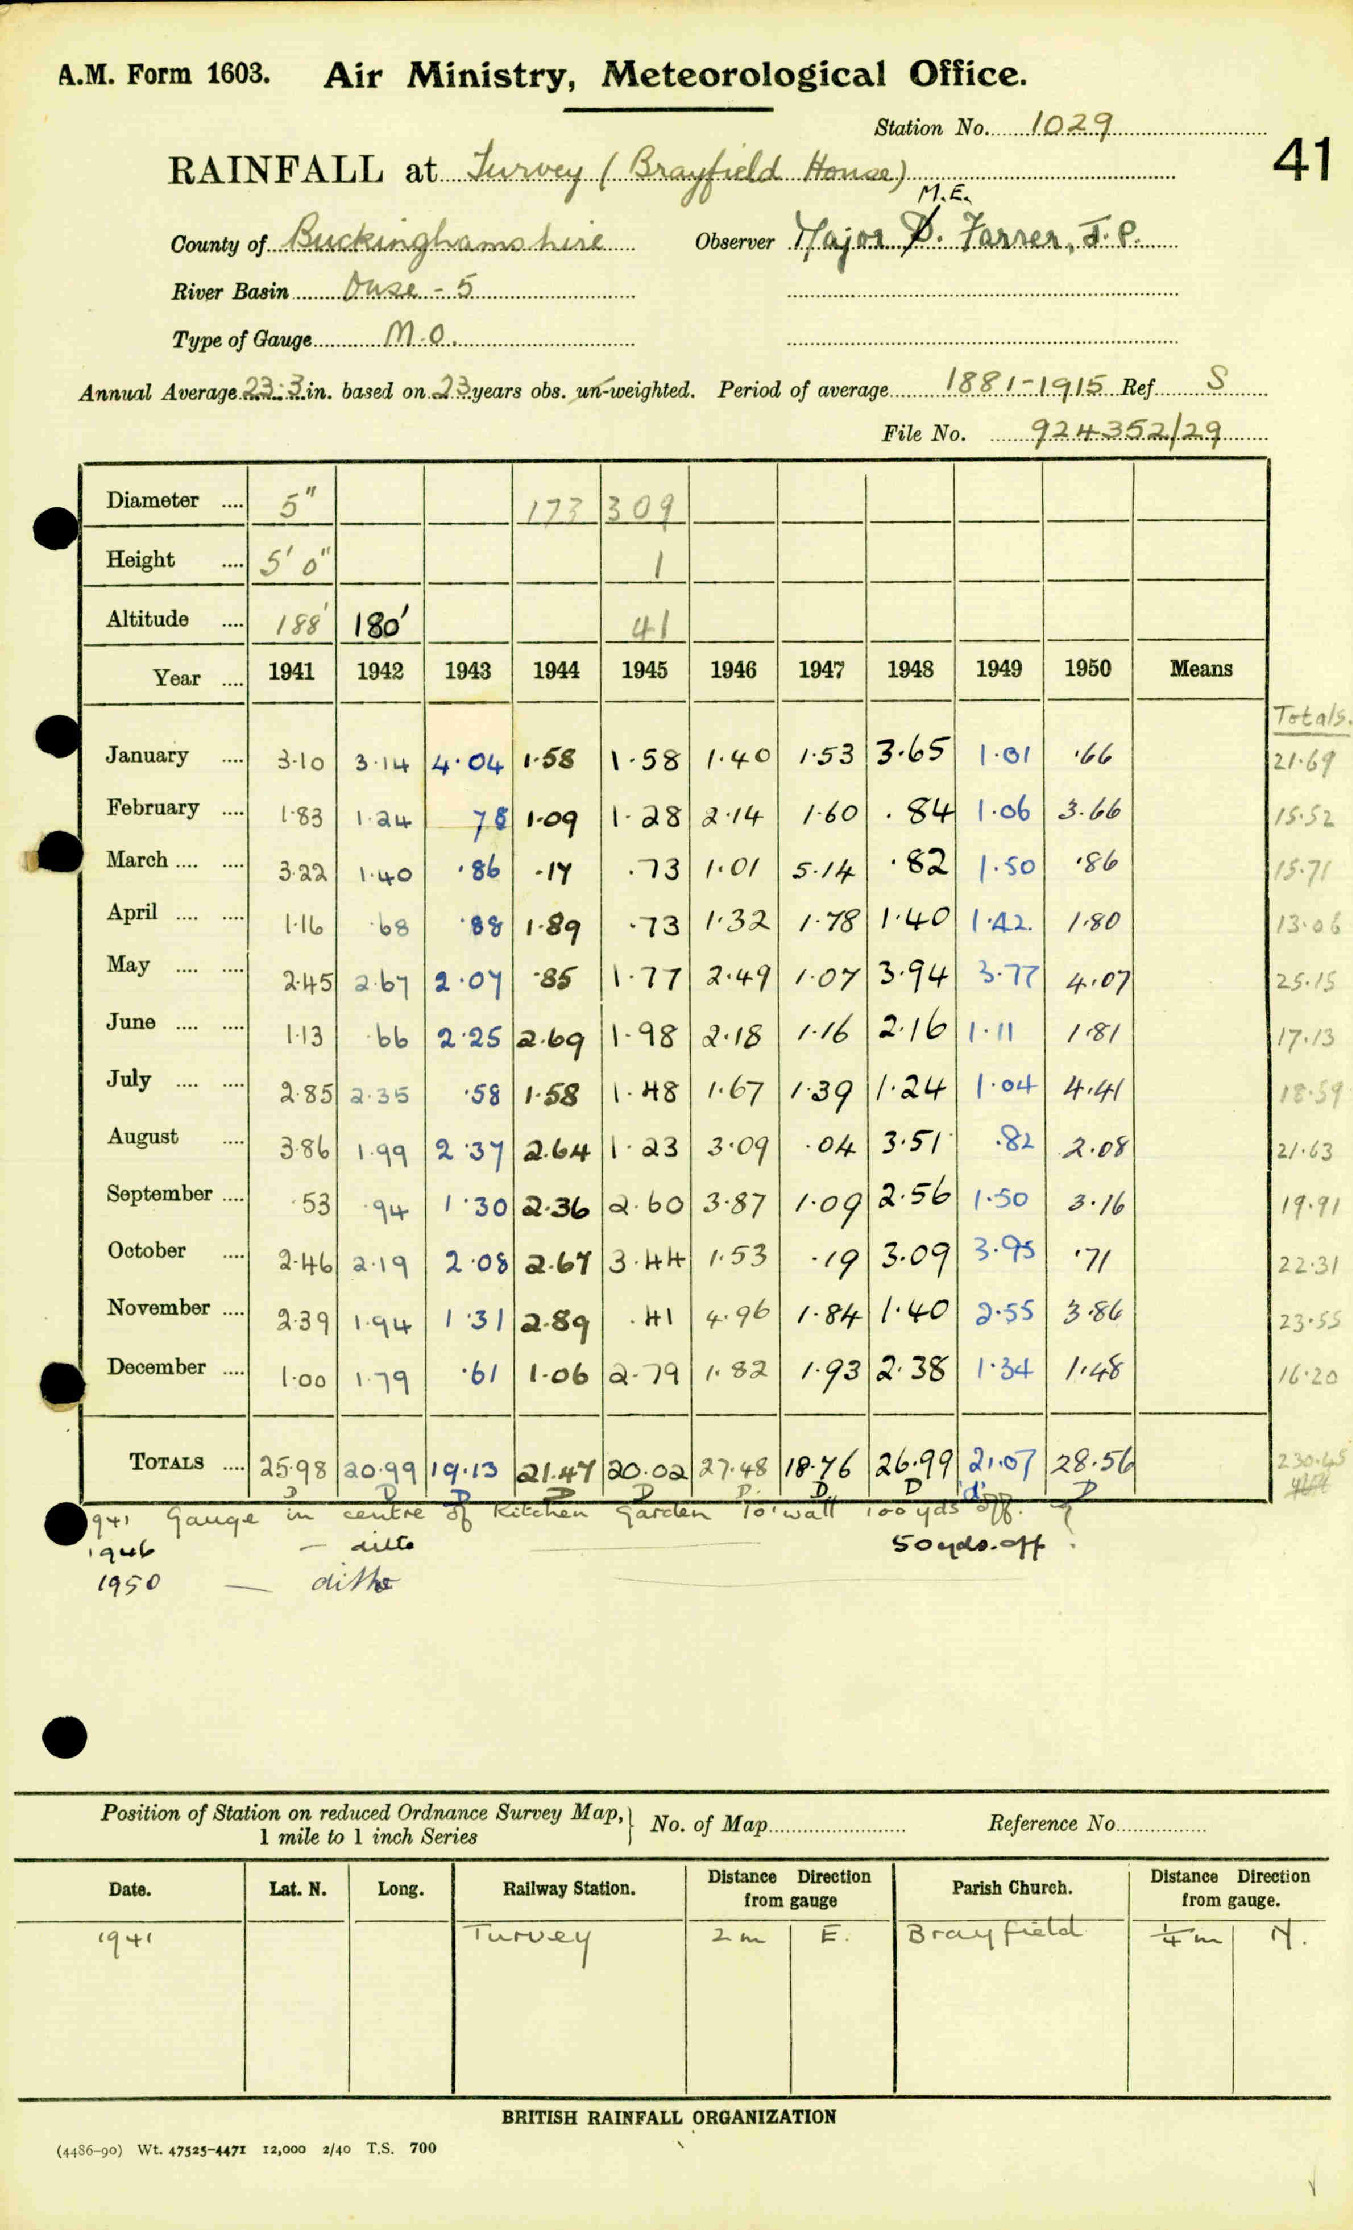 A.M. Form 1603. Air Ministry, Meteorological Office.
Station No. 1029
41
RAINFALL at Turvey (Brayfield House)
M.E.
County of Buckinghamshire Observer Major D. Farrer, J.P.
River Basin Ouse - 5
Type of Gauge M.O.
Annual Average 23.3 in. based on 23 years obs. un-weighted. Period of average 1881-1915 Ref. S
File No. 924352/29
Diameter .... 5" 173 309
Height .... 5' 0" 1
Altitude .... 188' 180' 41
Year .... 1941 1942 1943 1944 1945 1946 1947 1948 1949 1950 Means
Totals.
January .... 3.10 3.14 4.04 1.58 1.58 1.40 1.53 3.65 1.01 .66 21.69
February .... 1.83 1.24 78 1.09 1.28 2.14 1.60 .84 1.06 3.66 15.52
March .... .... 3.22 1.40 .86 .17 .73 1.01 5.14 .82 1.50 .86 15.71
April .... .... 1.16 .68 .88 1.89 .73 1.32 1.78 1.40 1.42 1.80 13.06
May .... .... 2.45 2.67 2.07 .85 1.77 2.49 1.07 3.94 3.77 4.07 25.15
June .... .... 1.13 .66 2.25 2.69 1.98 2.18 1.16 2.16 1.11 1.81 17.13
July .... .... 2.85 2.35 .58 1.58 1.48 1.67 1.39 1.24 1.04 4.41 18.59
August .... 3.86 1.99 2.37 2.64 1.23 3.09 .04 3.51 .82 2.08 21.63
September .... .53 .94 1.30 2.36 2.60 3.87 1.09 2.56 1.50 3.16 19.91
October .... 2.46 2.19 2.08 2.67 3.44 1.53 .19 3.09 3.95 .71 22.31
November .... 2.39 1.94 1.31 2.89 .41 4.96 1.84 1.40 2.55 3.86 23.55
December .... 1.00 1.79 .61 1.06 2.79 1.82 1.93 2.38 1.34 1.48 16.20
TOTALS .... 25.98 20.99 19.13 21.47 20.02 27.48 18.76 26.99 21.07 28.56 230.45
D D D D D D. D D 'd' D
1941 Gauge in centre of Kitchen Garden 10' wall 100 yds off. ?
1946 — ditto 50 yds. off.
1950 — ditto
Position of Station on reduced Ordnance Survey Map, 1 mile to 1 inch Series } No. of Map Reference No.
Date. Lat. N. Long. Railway Station. Distance Direction from gauge Parish Church. Distance Direction from gauge.
1941 Turvey 2 m E. Brayfield 1/4 m N.
BRITISH RAINFALL ORGANIZATION
(4486-90) Wt. 47525-4471 12,000 2/40 T.S. 700